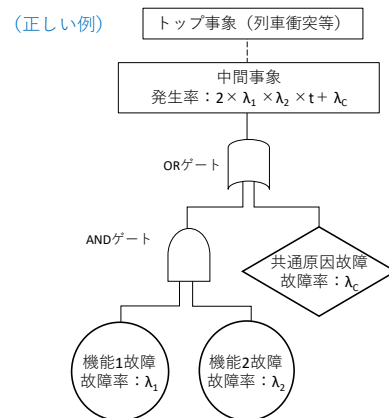 （正しい例）
トップ事象（列車衝突等）
中間事象
発生率：2× λ₁ ×λ₂ × t + λC
ORゲート
ANDゲート
共通原因故障
故障率：λC
機能1故障
故障率：λ₁
機能2故障
故障率：λ₂